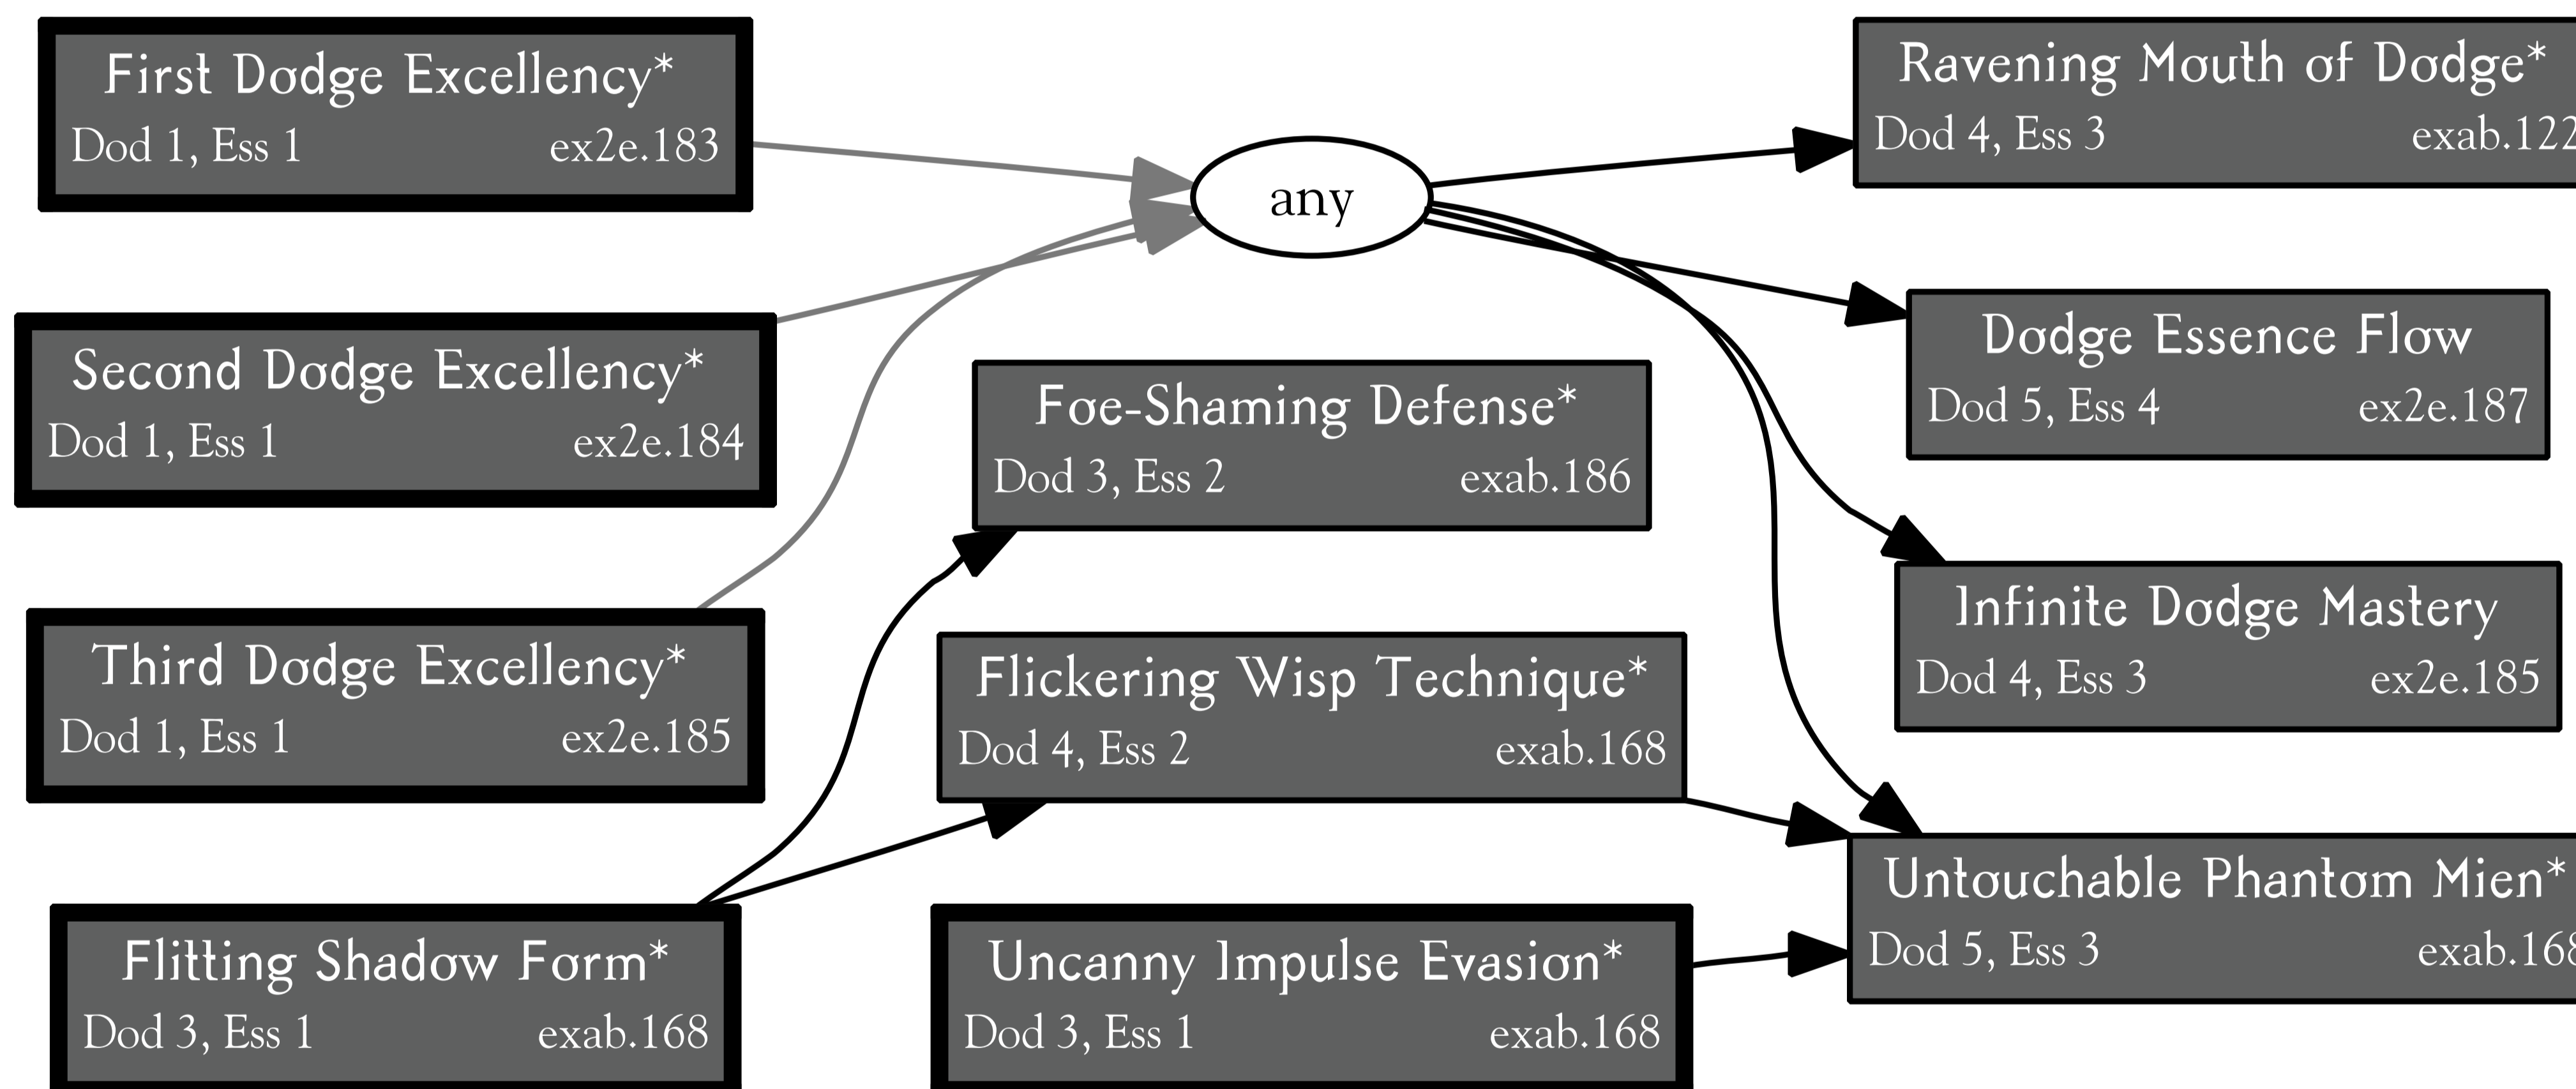 First Dodge Excellency*
Dod 1, Ess 1 ex2e.183
Second Dodge Excellency*
Dod 1, Ess 1 ex2e.184
Third Dodge Excellency*
Dod 1, Ess 1 ex2e.185
Flitting Shadow Form*
Dod 3, Ess 1 exab.168
any
Foe-Shaming Defense*
Dod 3, Ess 2 exab.186
Flickering Wisp Technique*
Dod 4, Ess 2 exab.168
Uncanny Impulse Evasion*
Dod 3, Ess 1 exab.168
Ravening Mouth of Dodge*
Dod 4, Ess 3 exab.122
Dodge Essence Flow
Dod 5, Ess 4 ex2e.187
Infinite Dodge Mastery
Dod 4, Ess 3 ex2e.185
Untouchable Phantom Mien*
Dod 5, Ess 3 exab.168